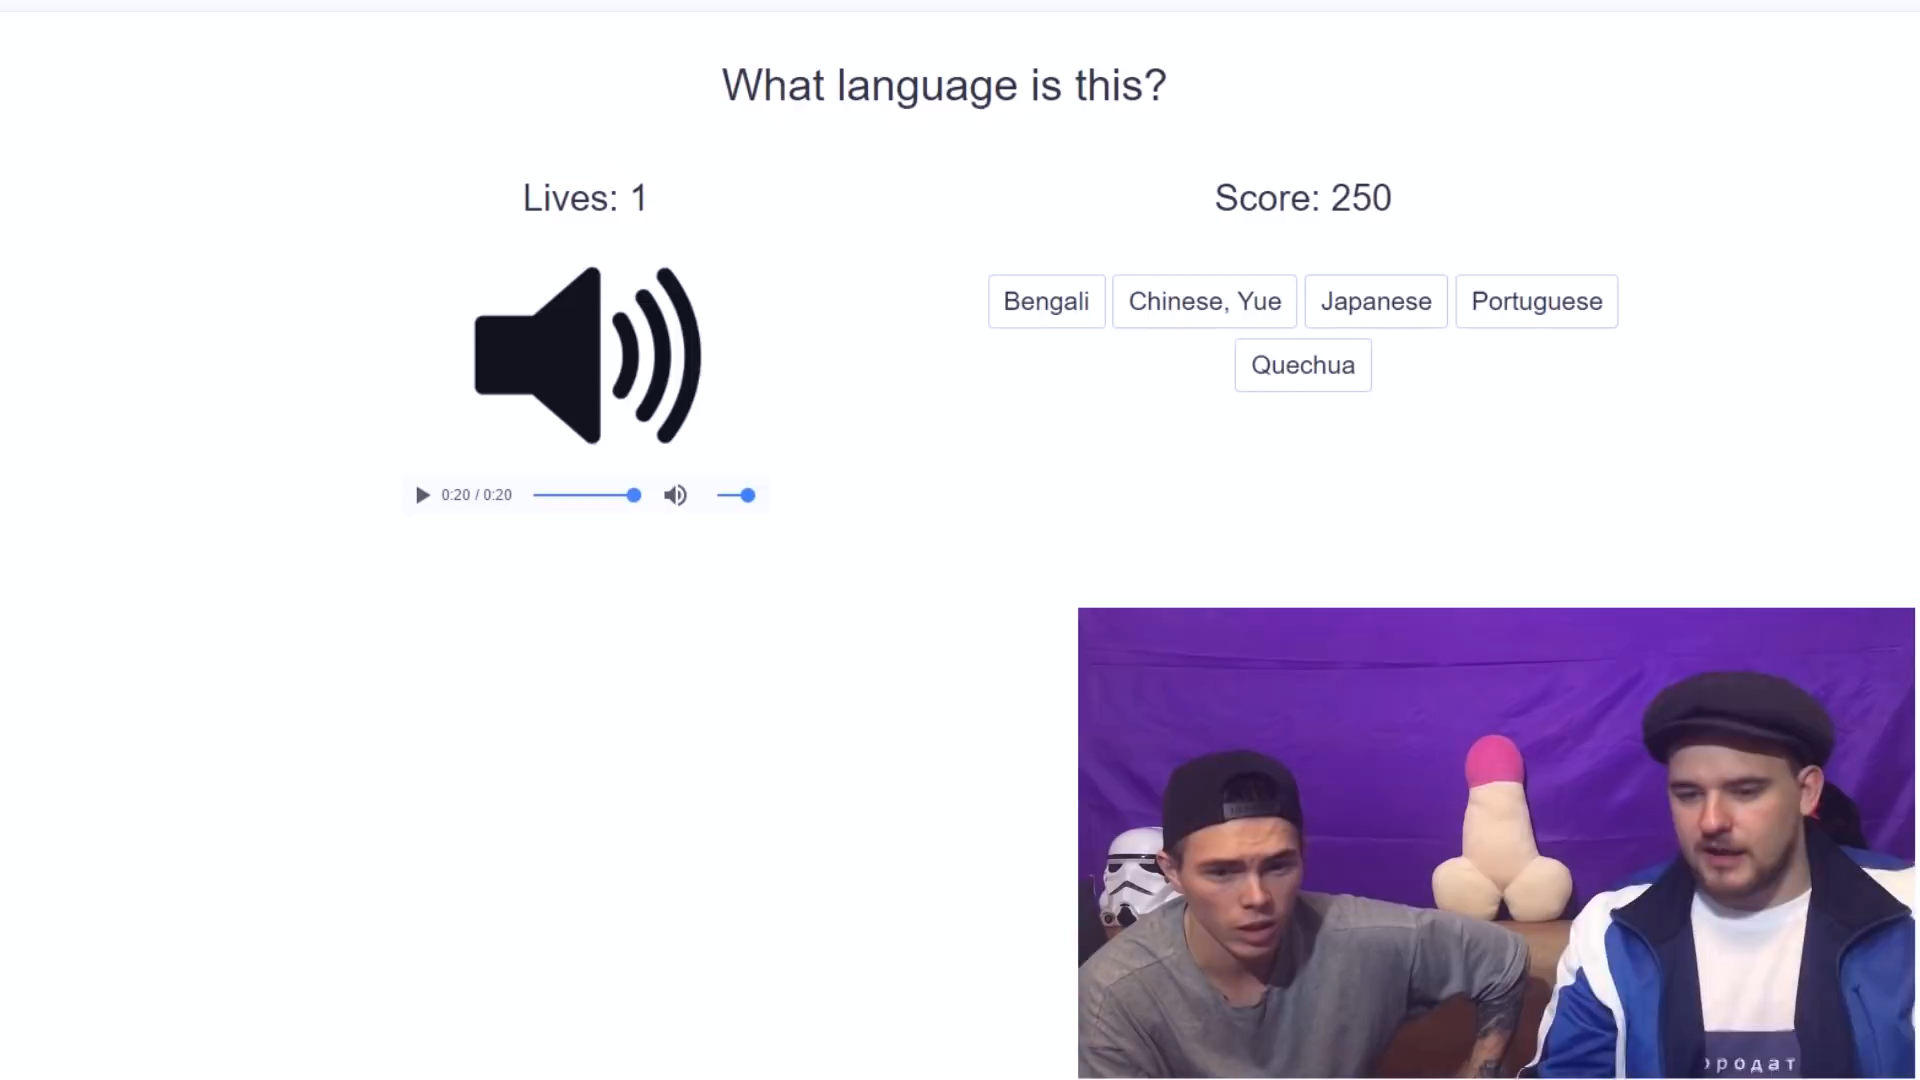 What language is this?
Lives: 1
Score: 250
Bengali
Chinese, Yue
Japanese
Portuguese
Quechua
0:20 / 0:20